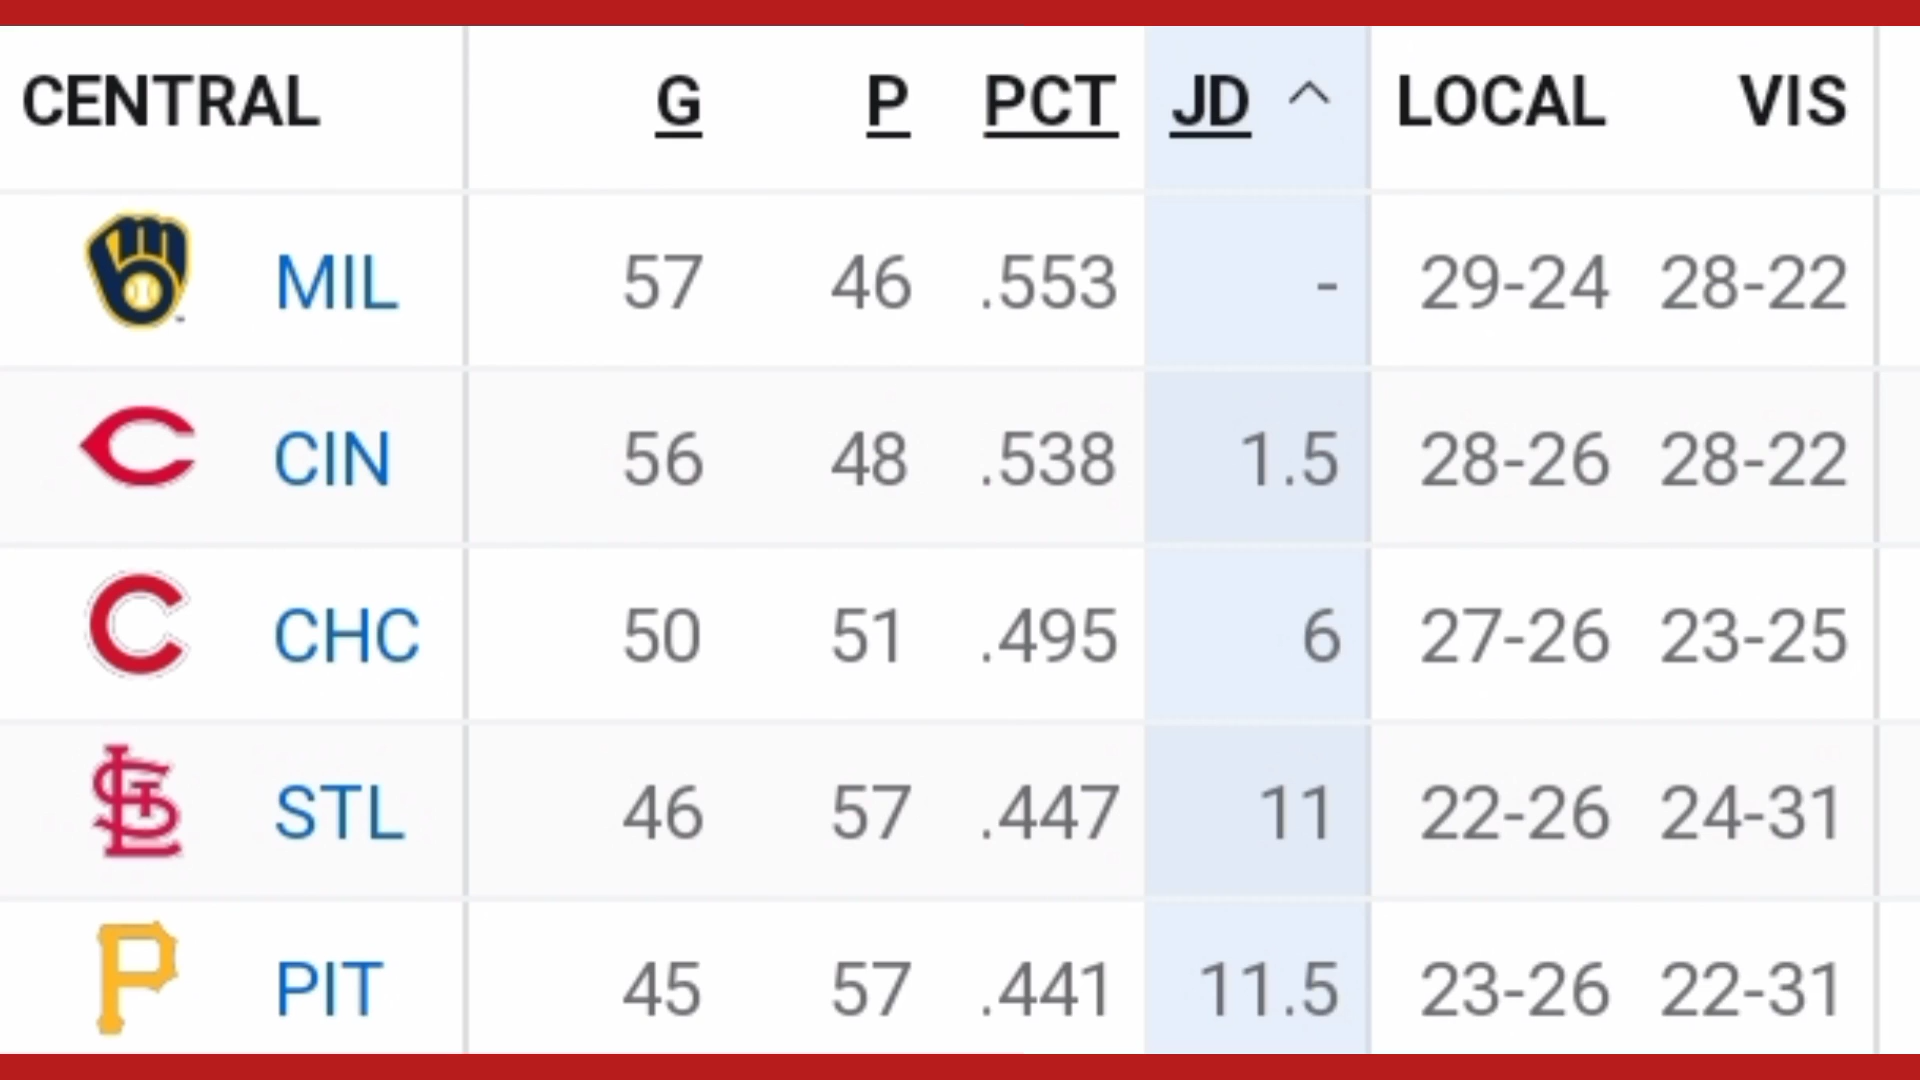 CENTRAL G P PCT JD LOCAL VIS
MIL 57 46 .553 - 29-24 28-22
CIN 56 48 .538 1.5 28-26 28-22
CHC 50 51 .495 6 27-26 23-25
STL 46 57 .447 11 22-26 24-31
PIT 45 57 .441 11.5 23-26 22-31